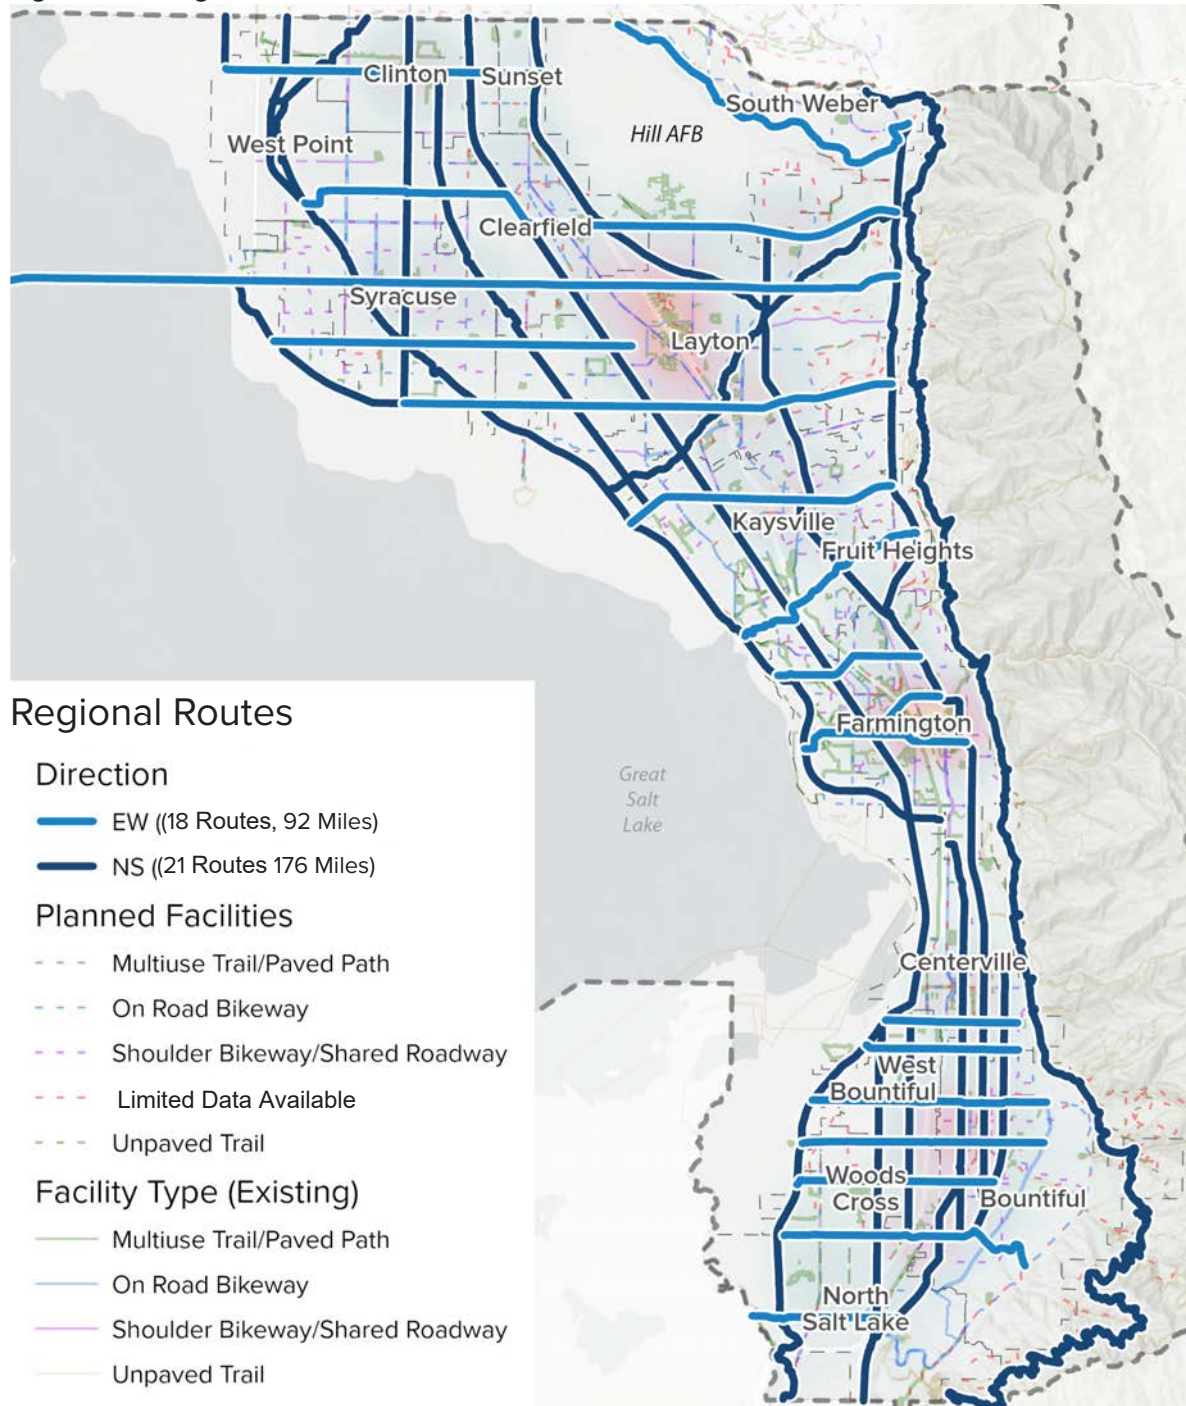 Clinton
Sunset
South Weber
Hill AFB
West Point
Clearfield
Syracuse
Layton
Kaysville
Fruit Heights
Farmington
Great
Salt
Lake
Centerville
West
Bountiful
Woods
Cross
Bountiful
North
Salt Lake
Regional Routes
Direction
EW ((18 Routes, 92 Miles)
NS ((21 Routes 176 Miles)
Planned Facilities
Multiuse Trail/Paved Path
On Road Bikeway
Shoulder Bikeway/Shared Roadway
Limited Data Available
Unpaved Trail
Facility Type (Existing)
Multiuse Trail/Paved Path
On Road Bikeway
Shoulder Bikeway/Shared Roadway
Unpaved Trail